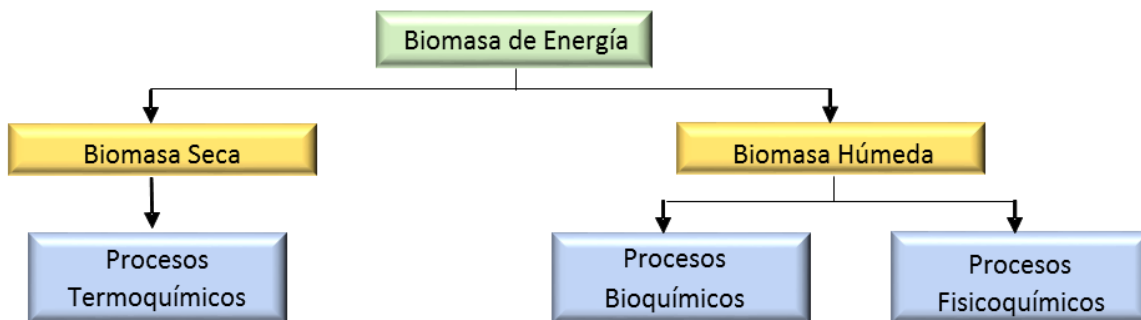 Biomasa de Energía
Biomasa Seca
Biomasa Húmeda
Procesos
Termoquímicos
Procesos
Bioquímicos
Procesos
Fisicoquímicos